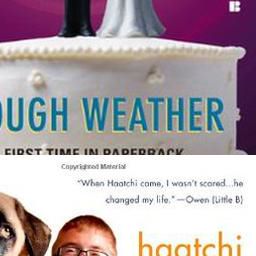 OUGH WEATHER
FIRST TIME IN PAPERBACK
Copyrighted Material
"When Haatchi came, I wasn't scared...he
changed my life." —Owen (Little B)
haatchi